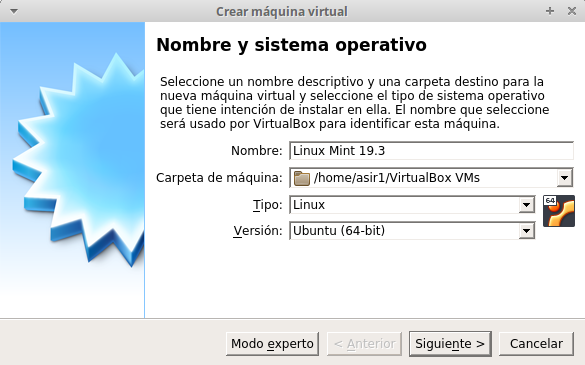 Crear máquina virtual
Nombre y sistema operativo
Seleccione un nombre descriptivo y una carpeta destino para la
nueva máquina virtual y seleccione el tipo de sistema operativo
que tiene intención de instalar en ella. El nombre que seleccione
será usado por VirtualBox para identificar esta máquina.
Nombre: Linux Mint 19.3
Carpeta de máquina: /home/asir1/VirtualBox VMs
Tipo: Linux
64
Versión: Ubuntu (64-bit)
Modo experto < Anterior Siguiente > Cancelar